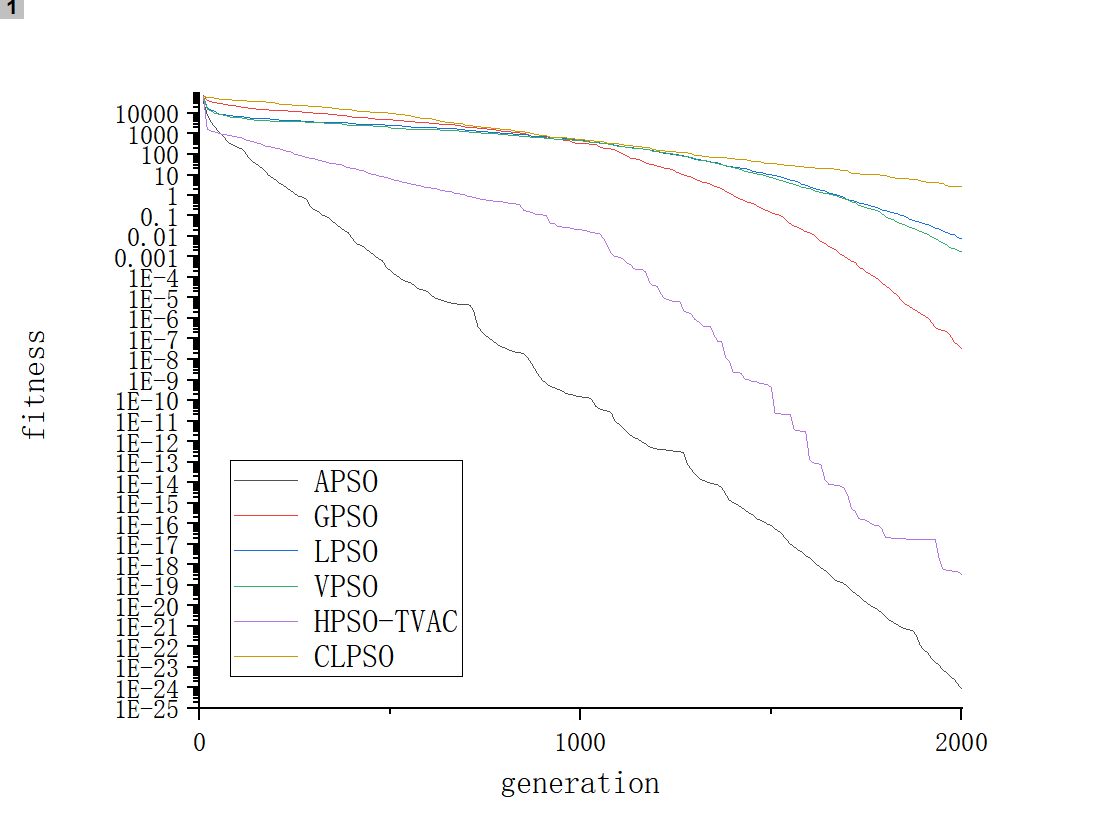 1
10000
1000
100
10
1
0.1
0.01
0.001
1E-4
1E-5
1E-6
1E-7
1E-8
1E-9
1E-10
1E-11
1E-12
1E-13
1E-14
1E-15
1E-16
1E-17
1E-18
1E-19
1E-20
1E-21
1E-22
1E-23
1E-24
1E-25
fitness
APSO
GPSO
LPSO
VPSO
HPSO-TVAC
CLPSO
0 1000 2000
generation